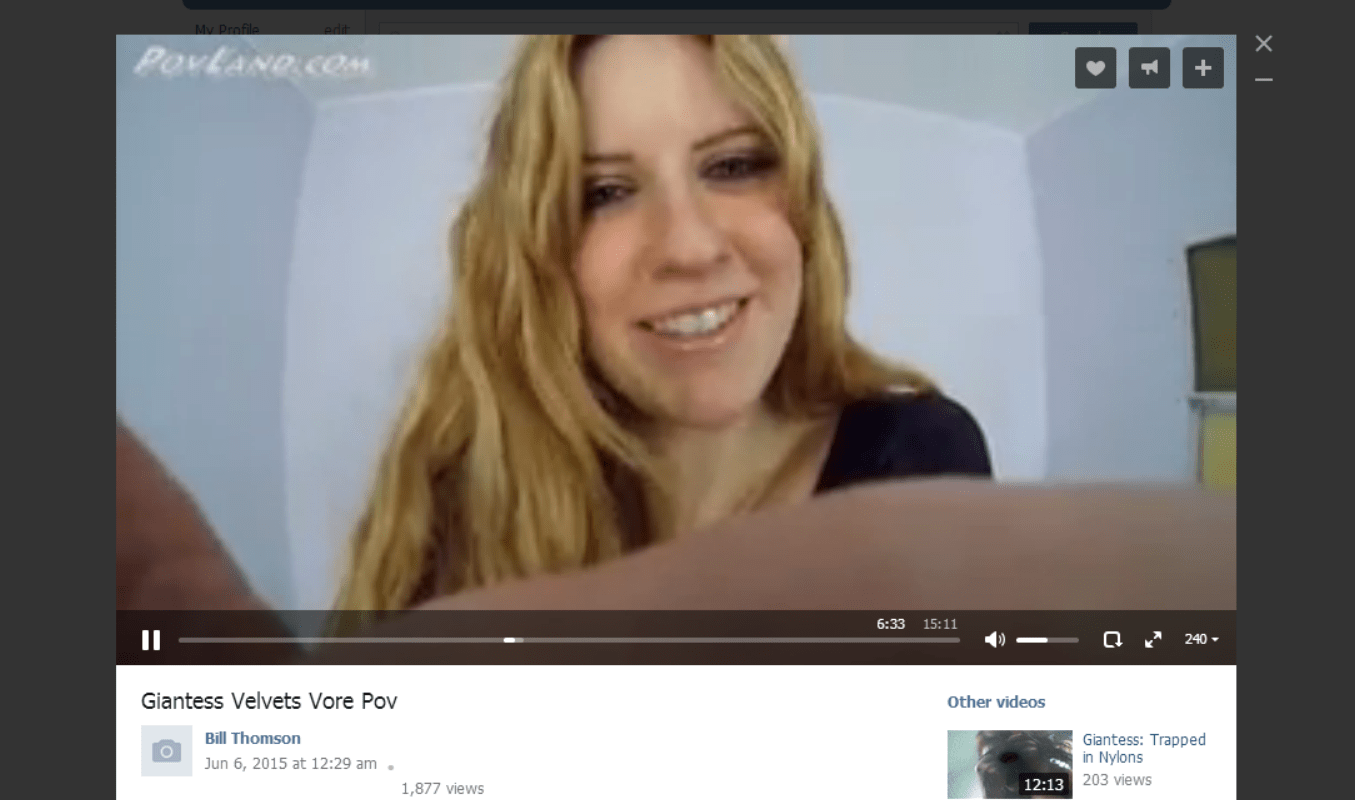 My Profile
edit
PovLand.com
6:33
15:11
240
Giantess Velvets Vore Pov
Bill Thomson
Jun 6, 2015 at 12:29 am
1,877 views
Other videos
Giantess: Trapped
in Nylons
12:13
203 views